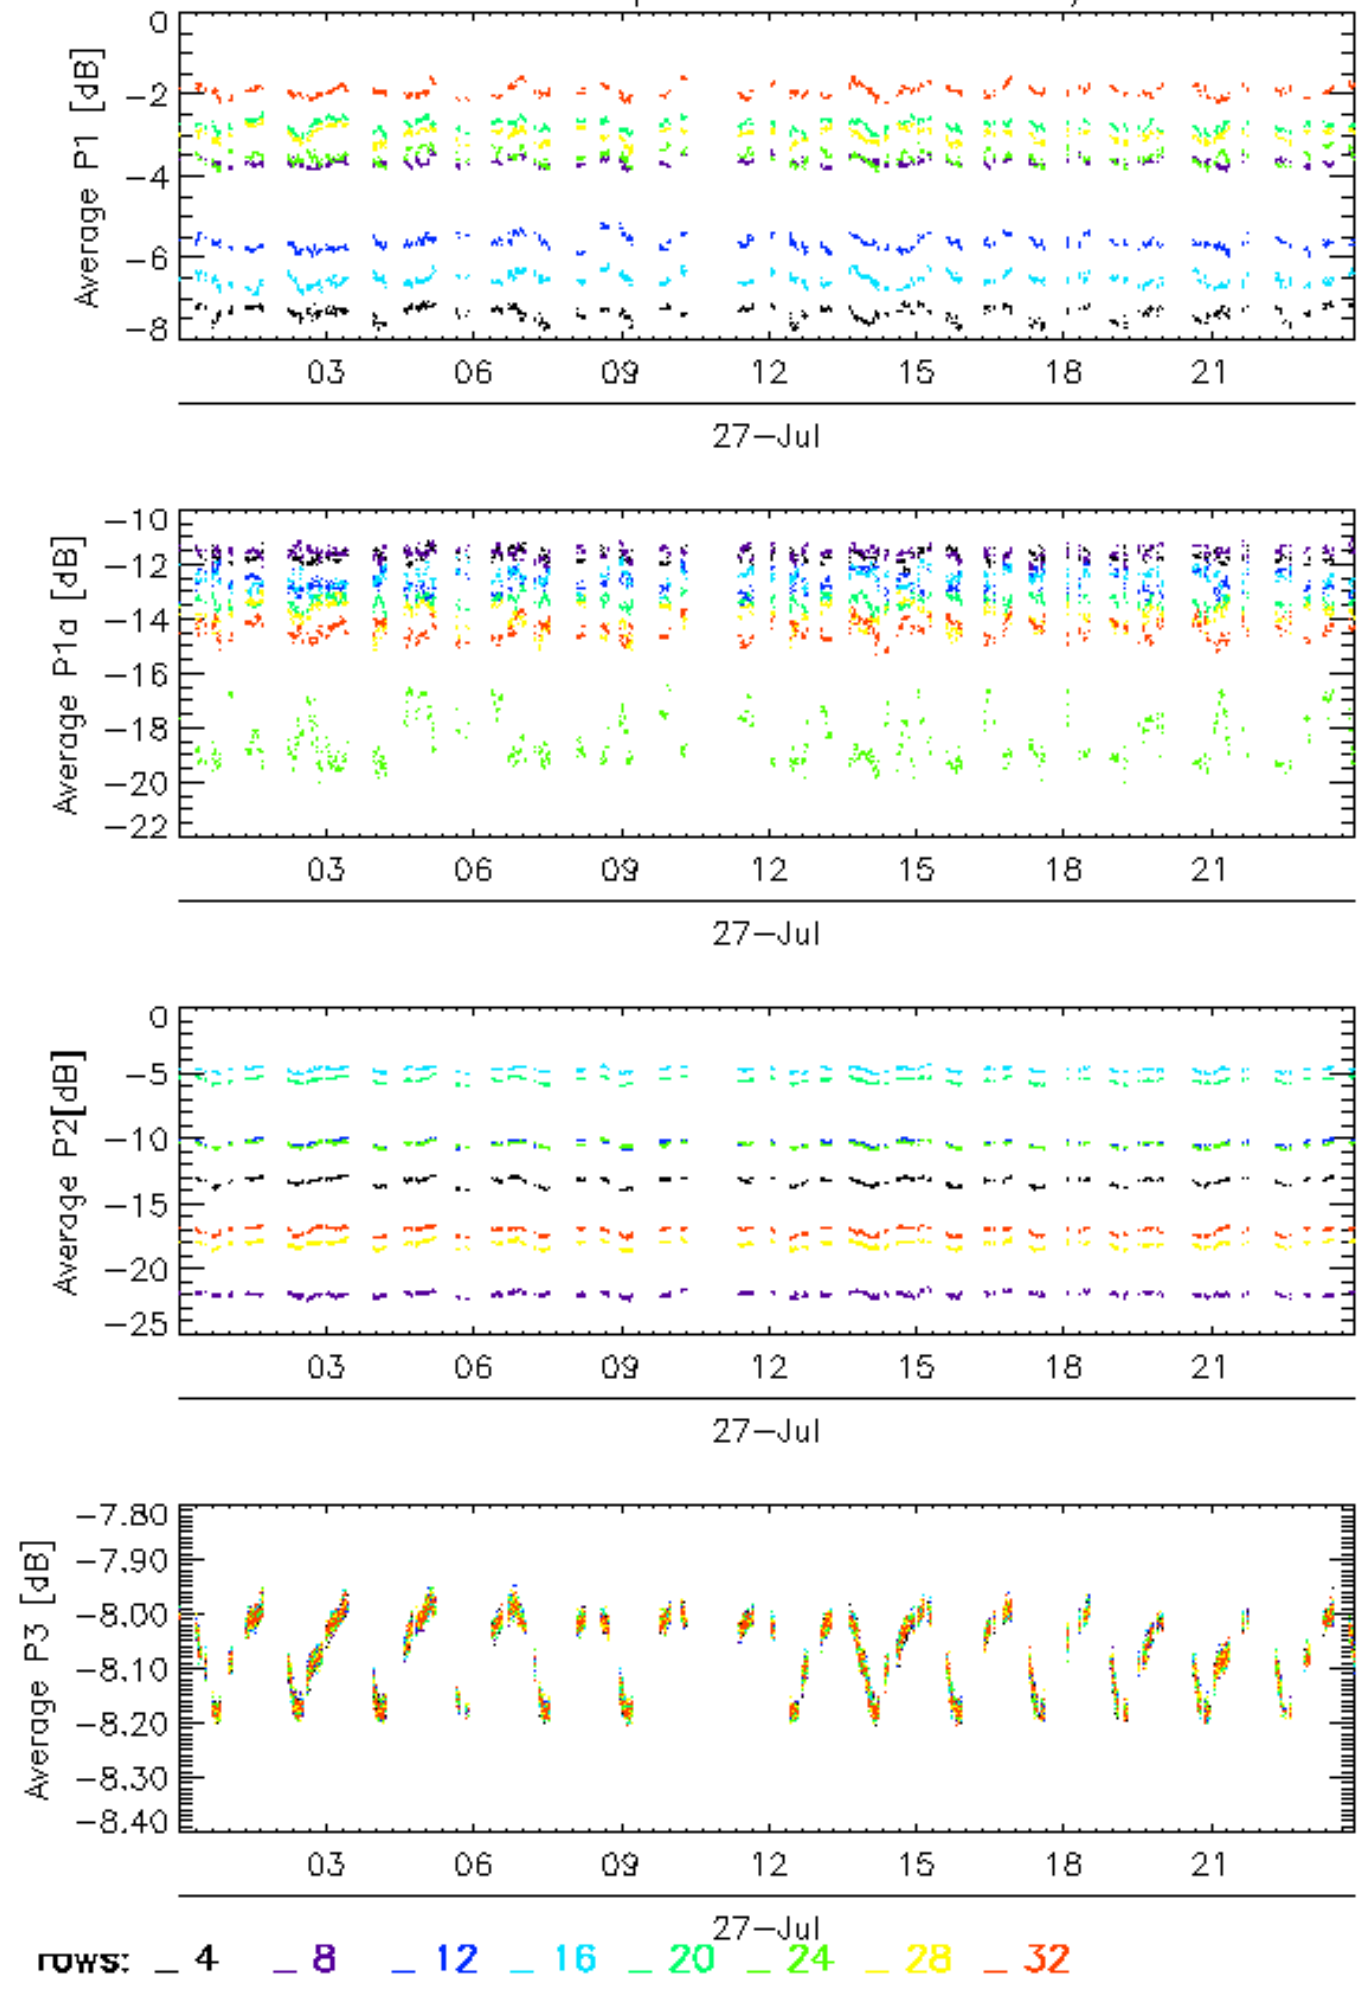 0
−2
−4
−6
−8
Average P1 [dB]
03 06 09 12 15 18 21
27−Jul
−10
−12
−14
−16
−18
−20
−22
Average P1a [dB]
03 06 09 12 15 18 21
27−Jul
0
−5
−10
−15
−20
−25
Average P2[dB]
03 06 09 12 15 18 21
27−Jul
−7.80
−7.90
−8.00
−8.10
−8.20
−8.30
−8.40
Average P3 [dB]
03 06 09 12 15 18 21
27−Jul
rows: _ 4 _ 8 _ 12 _ 16 _ 20 _ 24 _ 28 _ 32